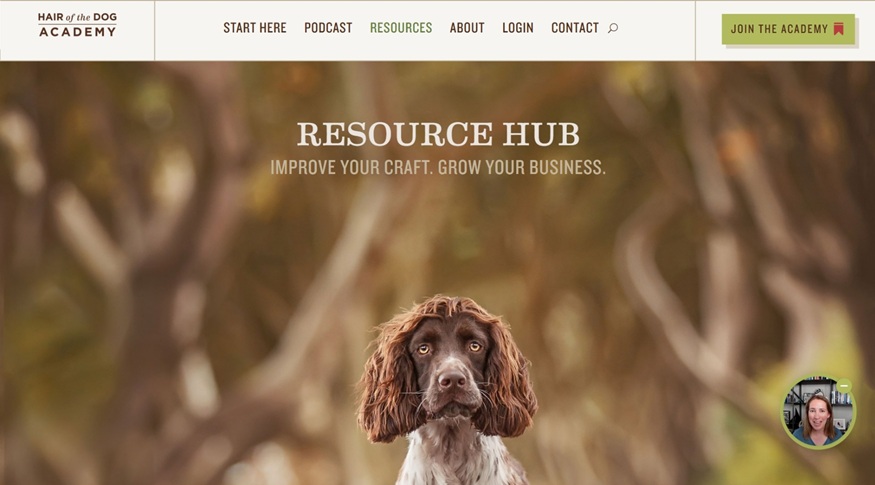 HAIR of the DOG
ACADEMY
START HERE PODCAST RESOURCES ABOUT LOGIN CONTACT
JOIN THE ACADEMY
RESOURCE HUB
IMPROVE YOUR CRAFT. GROW YOUR BUSINESS.